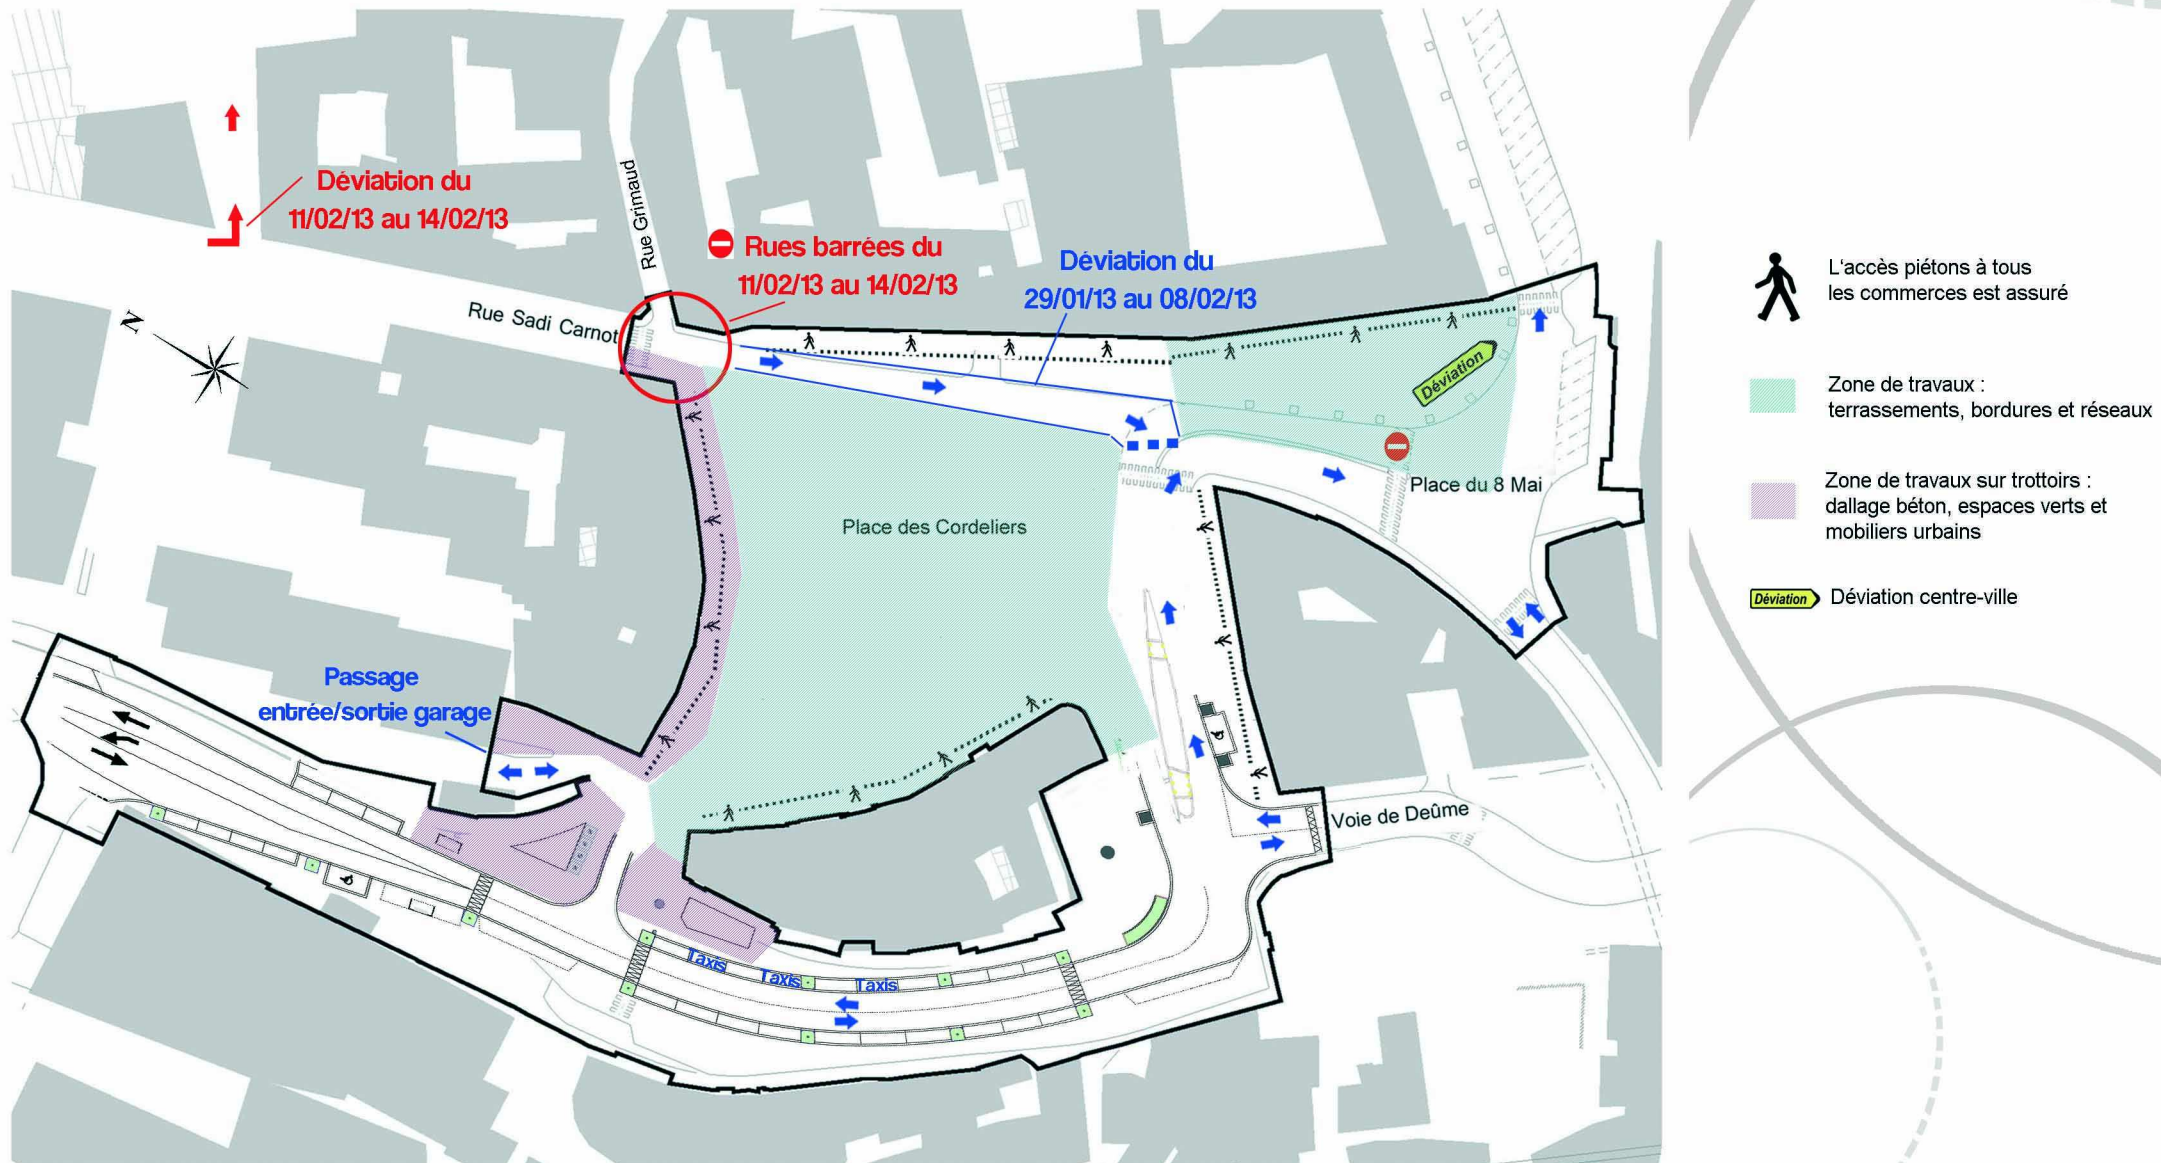 Déviation du
11/02/13 au 14/02/13
Rue Grimaud
Rues barrées du
11/02/13 au 14/02/13
Déviation du
29/01/13 au 08/02/13
N
Rue Sadi Carnot
Déviation
Place du 8 Mai
Place des Cordeliers
Passage
entrée/sortie garage
Voie de Deûme
Taxis
Taxis
Taxis
L'accès piétons à tous
les commerces est assuré
Zone de travaux :
terrassements, bordures et réseaux
Zone de travaux sur trottoirs :
dallage béton, espaces verts et
mobiliers urbains
Déviation
Déviation centre-ville